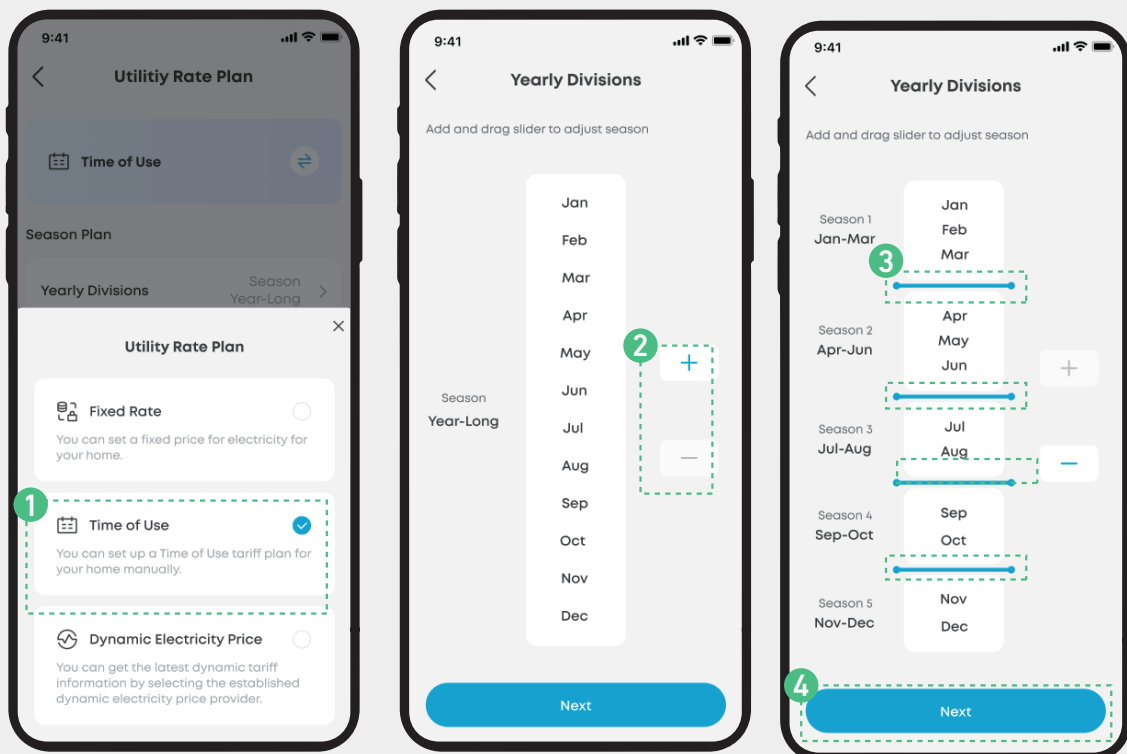 9:41
Utilitiy Rate Plan
Time of Use
Season Plan
Yearly Divisions
Season
Year-Long
Utility Rate Plan
Fixed Rate
You can set a fixed price for electricity for
your home.
1
Time of Use
You can set up a Time of Use tariff plan for
your home manually.
Dynamic Electricity Price
You can get the latest dynamic tariff
information by selecting the established
dynamic electricity price provider.
9:41
Yearly Divisions
Add and drag slider to adjust season
Season
Year-Long
Jan
Feb
Mar
Apr
May
Jun
Jul
Aug
Sep
Oct
Nov
Dec
2
+
−
Next
9:41
Yearly Divisions
Add and drag slider to adjust season
Season 1
Jan-Mar
Jan
Feb
Mar
3
Season 2
Apr-Jun
Apr
May
Jun
+
Season 3
Jul-Aug
Jul
Aug
−
Season 4
Sep-Oct
Sep
Oct
Season 5
Nov-Dec
Nov
Dec
4
Next